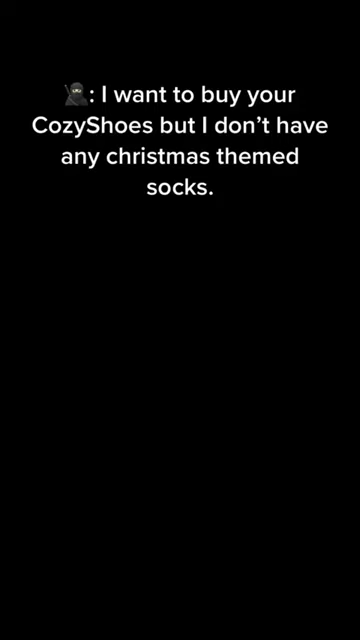 🥷: I want to buy your
CozyShoes but I don’t have
any christmas themed
socks.